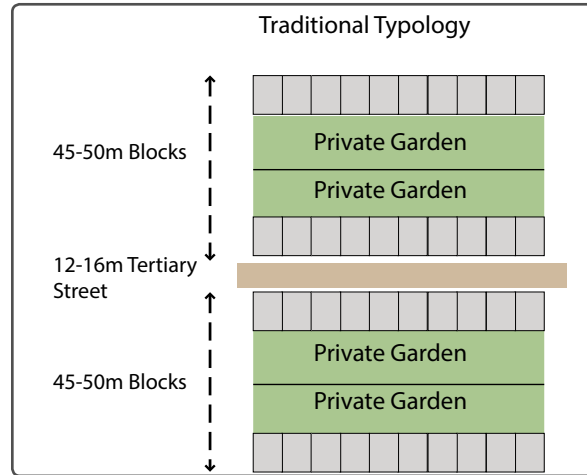 Traditional Typology
45-50m Blocks
Private Garden
Private Garden
12-16m Tertiary
Street
45-50m Blocks
Private Garden
Private Garden